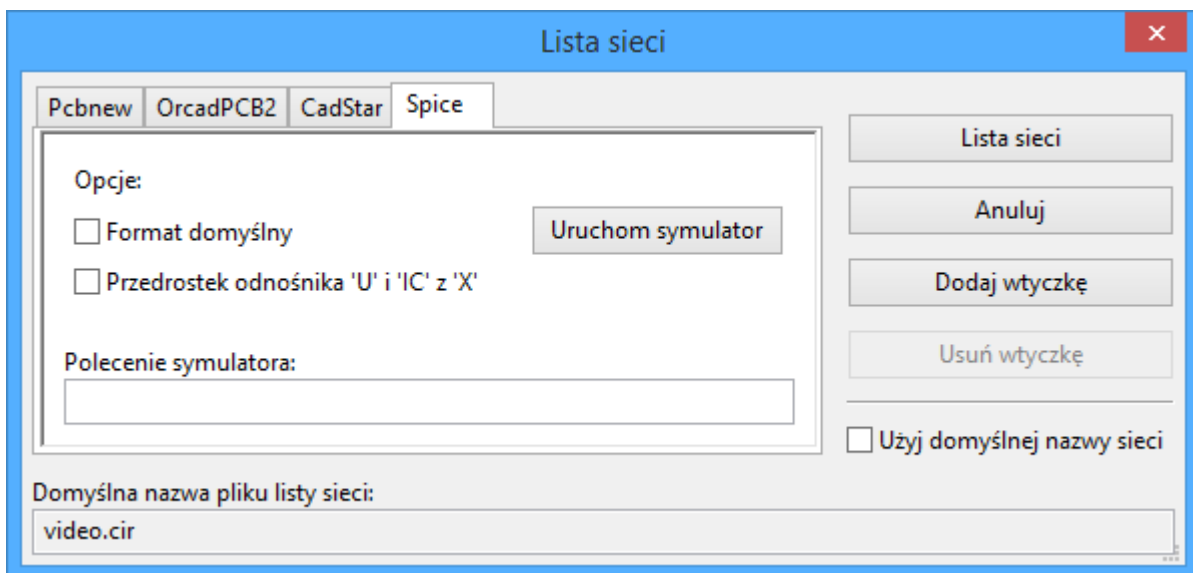 Lista sieci
Pcbnew OrcadPCB2 CadStar Spice
Opcje:
Format domyślny
Uruchom symulator
Przedrostek odnośnika 'U' i 'IC' z 'X'
Polecenie symulatora:
Lista sieci
Anuluj
Dodaj wtyczkę
Usuń wtyczkę
Użyj domyślnej nazwy sieci
Domyślna nazwa pliku listy sieci:
video.cir